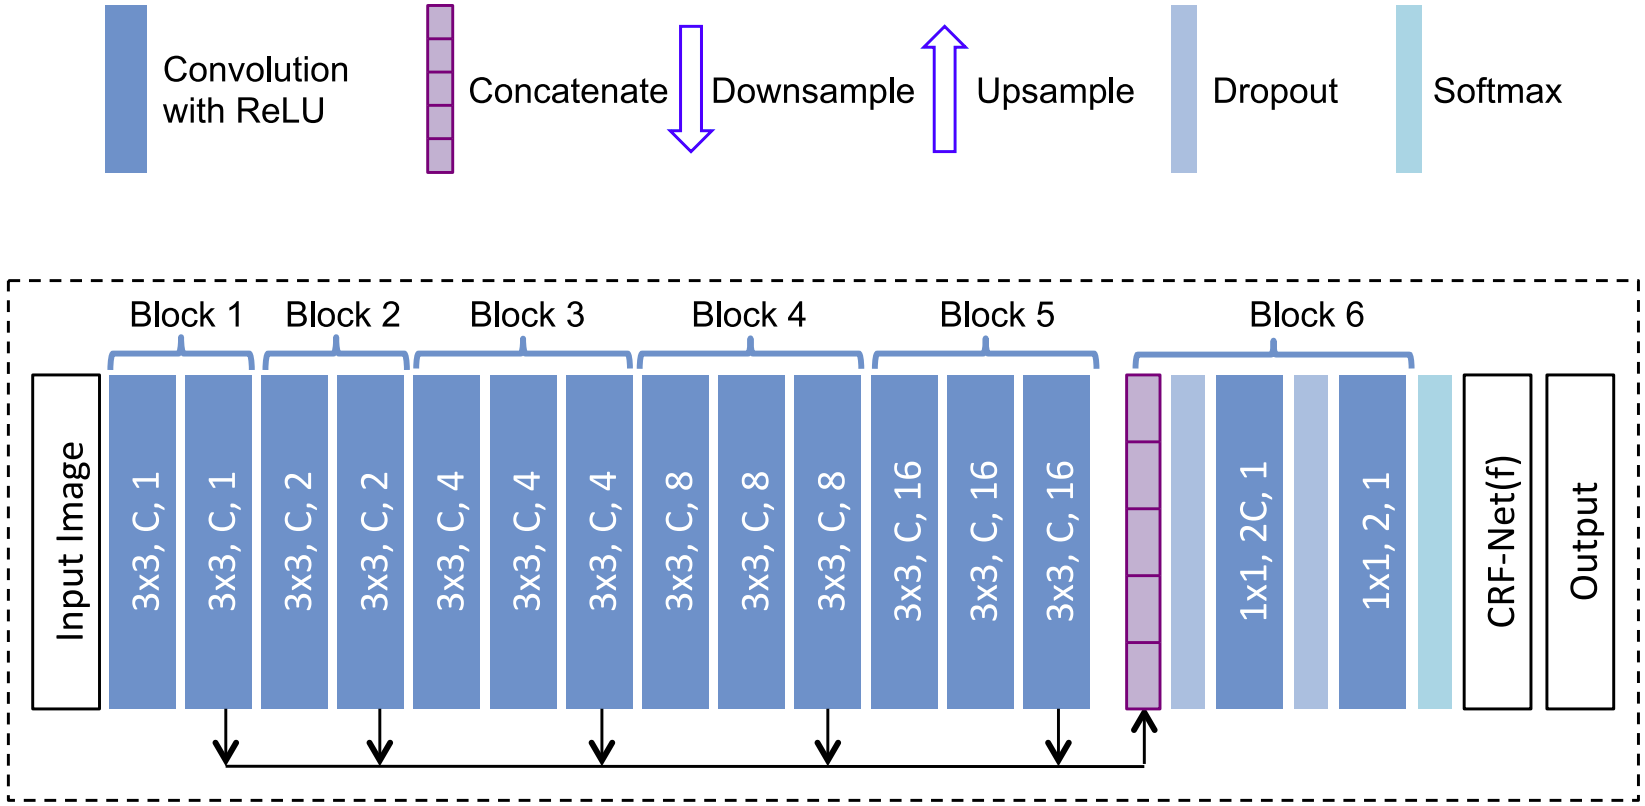 Convolution
with ReLU
Concatenate
Downsample
Upsample
Dropout
Softmax
Block 1
Block 2
Block 3
Block 4
Block 5
Block 6
Input Image
3x3, C, 1
3x3, C, 1
3x3, C, 2
3x3, C, 2
3x3, C, 4
3x3, C, 4
3x3, C, 4
3x3, C, 8
3x3, C, 8
3x3, C, 8
3x3, C, 16
3x3, C, 16
3x3, C, 16
1x1, 2C, 1
1x1, 2, 1
CRF-Net(f)
Output